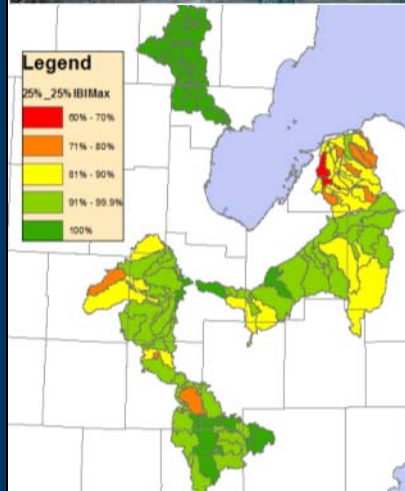 Legend
25%_25% IBIMax
60% - 70%
71% - 80%
81% - 90%
91% - 99.9%
100%